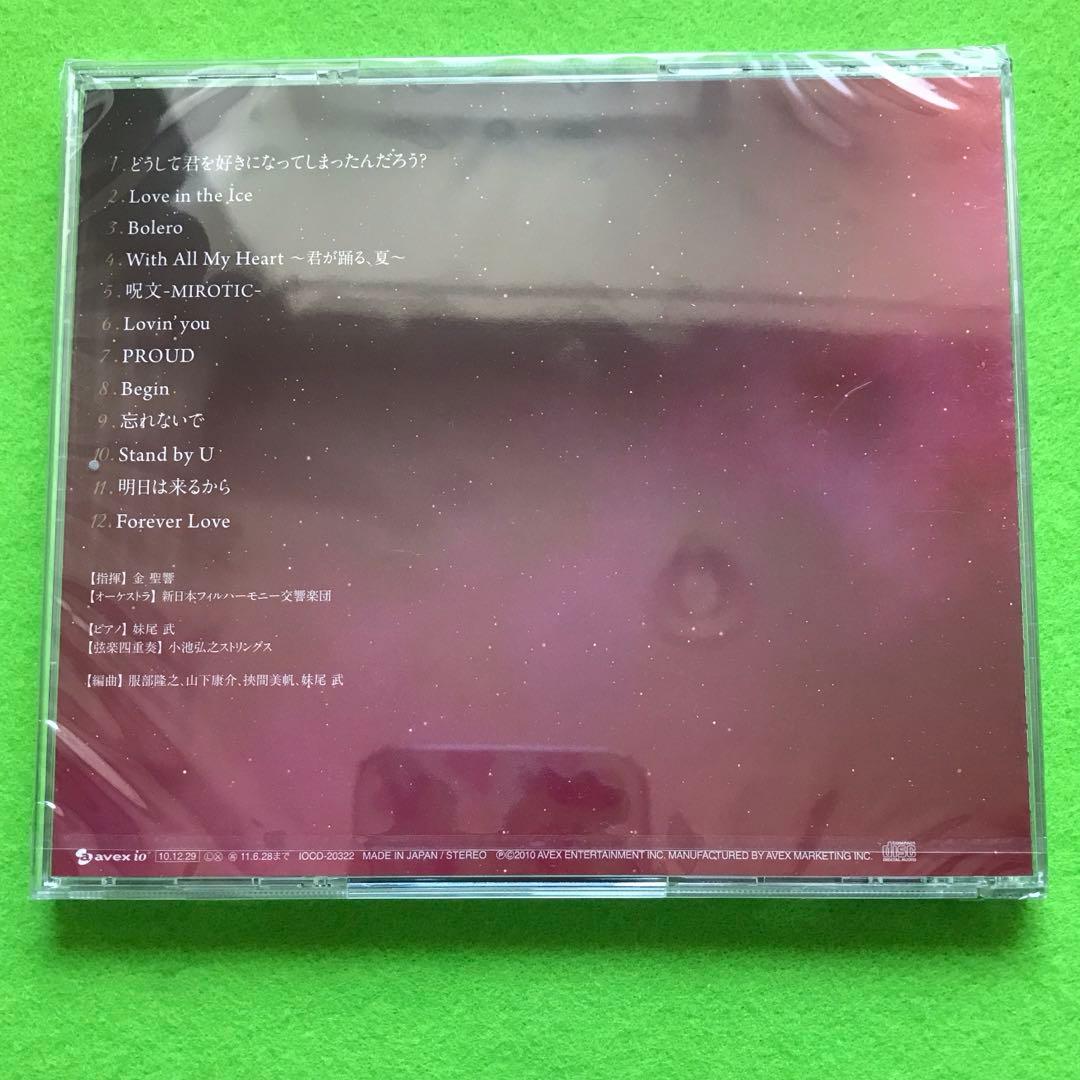 1. どうして君を好きになってしまったんだろう?
2. Love in the Ice
3. Bolero
4. With All My Heart ～君が踊る、夏～
5. 呪文-MIROTIC-
6. Lovin' you
7. PROUD
8. Begin
9. 忘れないで
10. Stand by U
11. 明日は来るから
12. Forever Love
【指揮】 金 聖響
【オーケストラ】 新日本フィルハーモニー交響楽団
【ピアノ】 妹尾 武
【弦楽四重奏】 小池弘之ストリングス
【編曲】 服部隆之、山下康介、挾間美帆、妹尾 武
avex io 10.12.29 Ⓛ Ⓧ ㊢ 11.6.28まで IOCD-20322 MADE IN JAPAN / STEREO ℗©2010 AVEX ENTERTAINMENT INC. MANUFACTURED BY AVEX MARKETING INC. COMPACT disc DIGITAL AUDIO